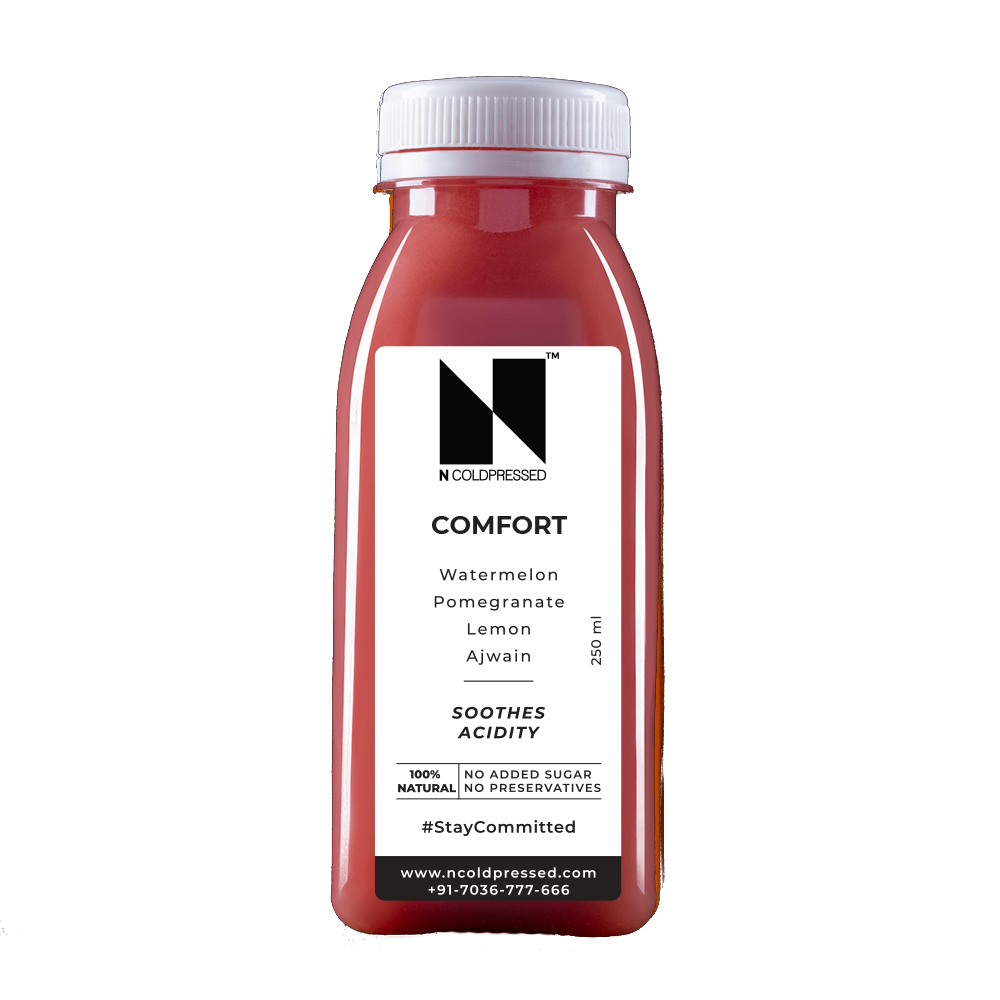 N
™
N COLDPRESSED
COMFORT
Watermelon
Pomegranate
Lemon
Ajwain
250 ml
SOOTHES
ACIDITY
100%
NATURAL
NO ADDED SUGAR
NO PRESERVATIVES
#StayCommitted
www.ncoldpressed.com
+91-7036-777-666